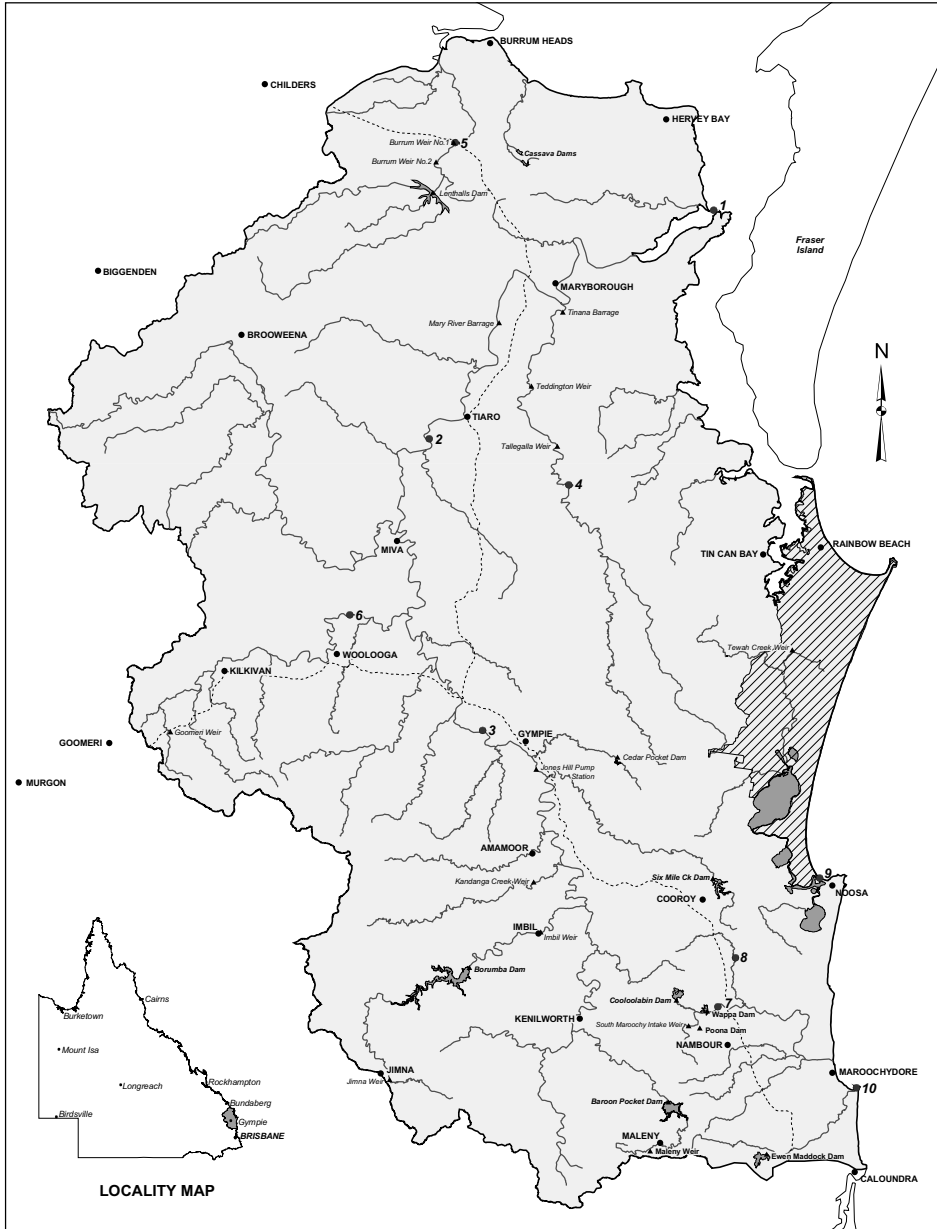 BURRUM HEADS
CHILDERS
HERVEY BAY
Burrum Weir No.1
5
Cassava Dams
Burrum Weir No.2
Lenthalls Dam
1
Fraser
Island
BIGGENDEN
MARYBOROUGH
Tinana Barrage
Mary River Barrage
BROOWEENA
N
Teddington Weir
TIARO
2
Tallegalla Weir
4
MIVA
TIN CAN BAY
RAINBOW BEACH
6
WOOLOOGA
Tewah Creek Weir
KILKIVAN
Goomeri Weir
3
GOOMERI
GYMPIE
Cedar Pocket Dam
Jones Hill Pump
Station
MURGON
AMAMOOR
Kandanga Creek Weir
Six Mile Ck Dam
9
NOOSA
COOROY
IMBIL
Imbil Weir
8
Borumba Dam
Cooloolabin Dam
7
Wappa Dam
KENILWORTH
South Maroochy Intake Weir
Poona Dam
NAMBOUR
JIMNA
Jimna Weir
MAROOCHYDORE
10
Baroon Pocket Dam
MALENY
Maleny Weir
Ewen Maddock Dam
CALOUNDRA
Cairns
Burketown
Mount Isa
Rockhampton
Longreach
Bundaberg
Birdsville
Gympie
BRISBANE
LOCALITY MAP